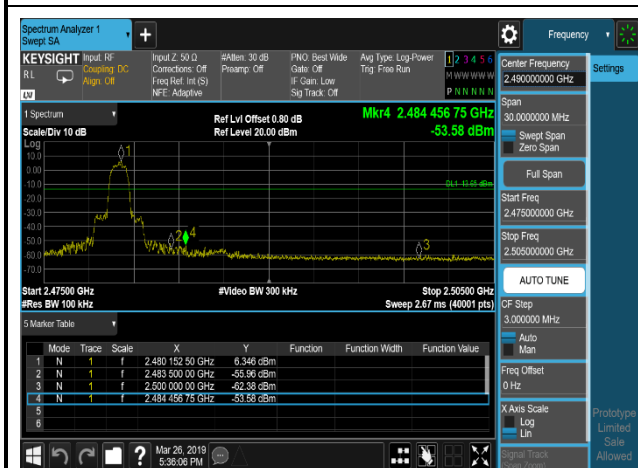 Spectrum Analyzer 1
Swept SA
Frequency
KEYSIGHT
RL
LXI
Input: RF
Coupling: DC
Align: Off
Input Z: 50 Ω
Corrections: Off
Freq Ref: Int (S)
NFE: Adaptive
#Atten: 30 dB
Preamp: Off
PNO: Best Wide
Gate: Off
IF Gain: Low
Sig Track: Off
Avg Type: Log-Power
Trig: Free Run
1 2 3 4 5 6
M W W W W W
P N N N N N
1 Spectrum
Scale/Div 10 dB
Log
Ref Lvl Offset 0.80 dB
Ref Level 20.00 dBm
Mkr4 2.484 456 75 GHz
-53.58 dBm
10.0
0.00
-10.0
-20.0
-30.0
-40.0
-50.0
-60.0
-70.0
1
2
4
3
DL1 -13.65 dBm
Start 2.47500 GHz
#Res BW 100 kHz
#Video BW 300 kHz
Stop 2.50500 GHz
Sweep 2.67 ms (40001 pts)
5 Marker Table
Mode Trace Scale X Y Function Function Width Function Value
1 N 1 f 2.480 152 50 GHz 6.346 dBm
2 N 1 f 2.483 500 00 GHz -55.96 dBm
3 N 1 f 2.500 000 00 GHz -62.38 dBm
4 N 1 f 2.484 456 75 GHz -53.58 dBm
5
6
Mar 26, 2019
5:36:06 PM
Center Frequency
2.490000000 GHz
Span
30.0000000 MHz
Swept Span
Zero Span
Full Span
Start Freq
2.475000000 GHz
Stop Freq
2.505000000 GHz
AUTO TUNE
CF Step
3.000000 MHz
Auto
Man
Freq Offset
0 Hz
X Axis Scale
Log
Lin
Signal Track
(Span Zoom)
Settings
Prototype
Limited
Sale
Allowed